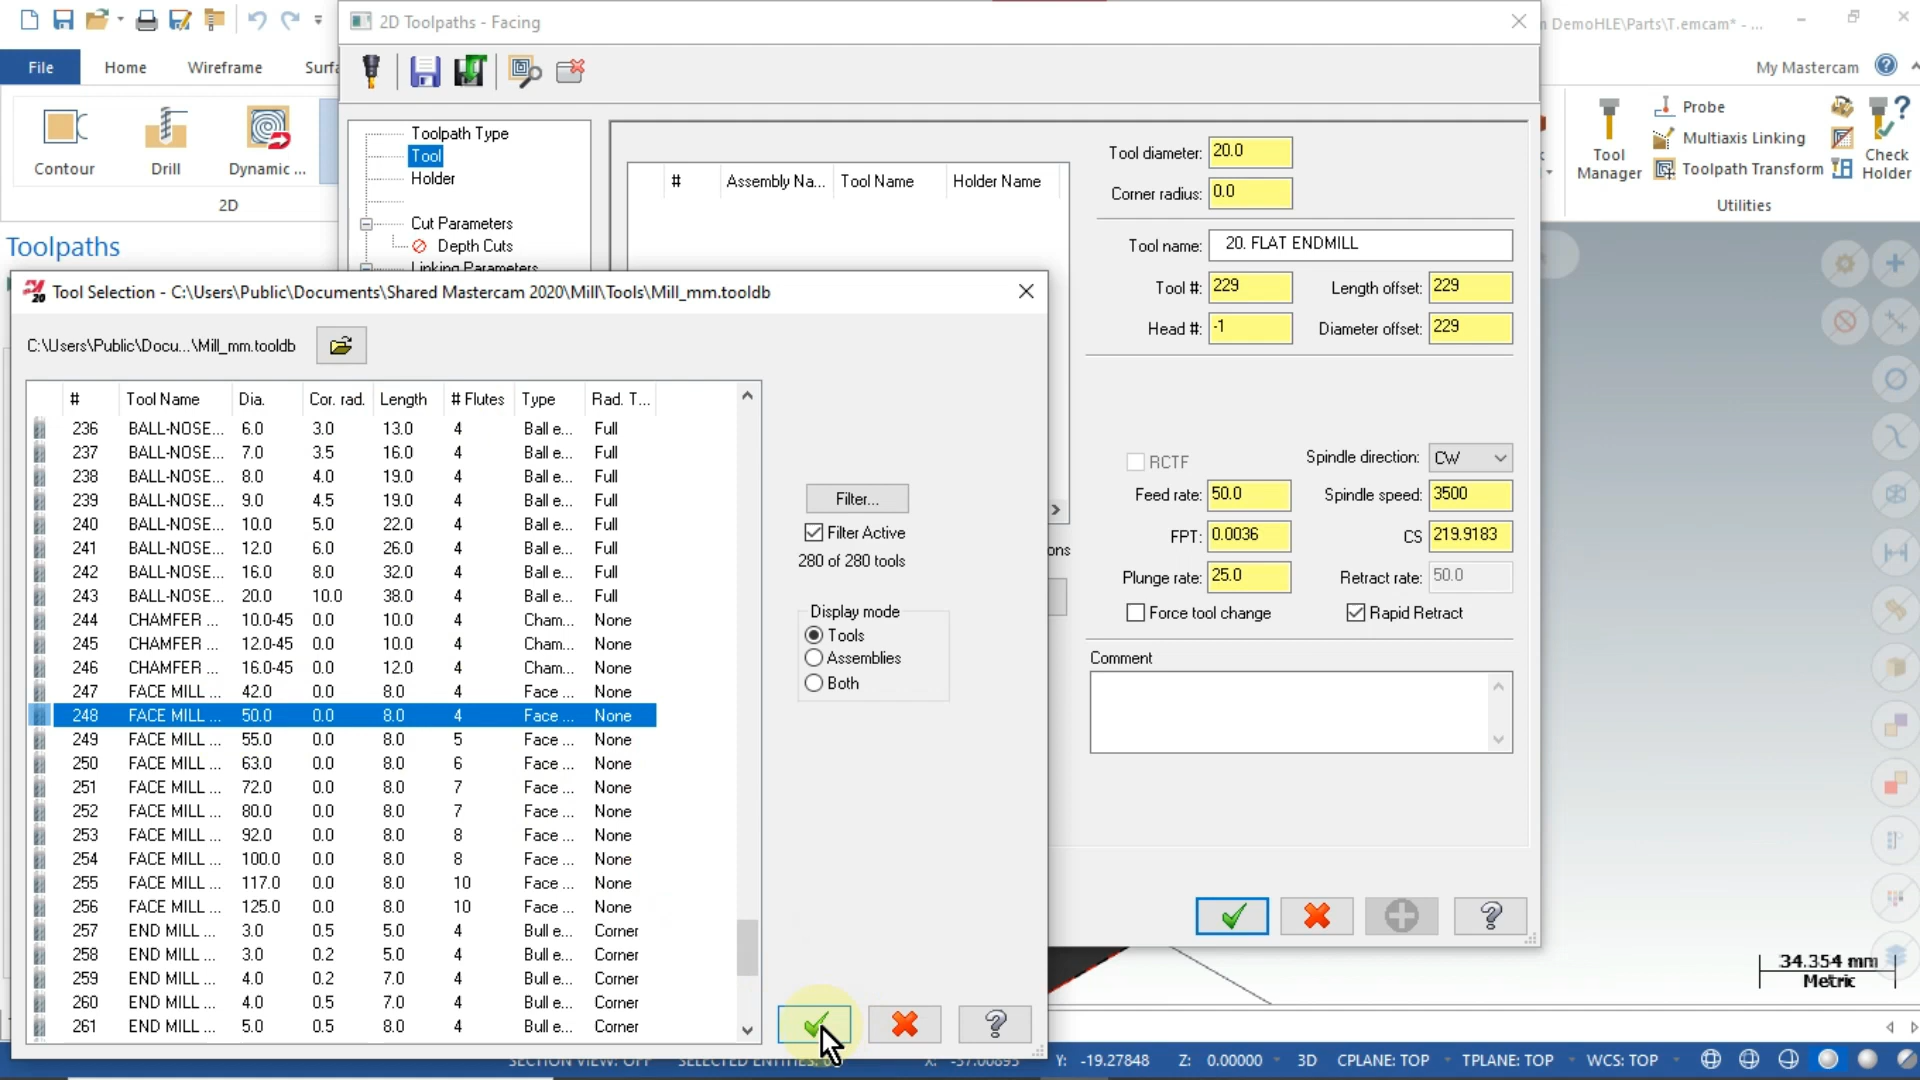 2D Toolpaths - Facing
DemoHLE\Parts\T.emcam* - ...
File
Home
Wireframe
Surfa
My Mastercam
Contour
Drill
Dynamic ...
2D
Tool
Manager
Probe
Multiaxis Linking
Toolpath Transform
Check
Holder
Utilities
Toolpaths
Toolpath Type
Tool
Holder
Cut Parameters
Depth Cuts
Linking Parameters
# Assembly Na... Tool Name Holder Name
Tool diameter: 20.0
Corner radius: 0.0
Tool name: 20. FLAT ENDMILL
Tool #: 229 Length offset: 229
Head #: -1 Diameter offset: 229
RCTF Spindle direction: CW
Feed rate: 50.0 Spindle speed: 3500
FPT: 0.0036 CS 219.9183
Plunge rate: 25.0 Retract rate: 50.0
Force tool change Rapid Retract
Comment
ons
Tool Selection - C:\Users\Public\Documents\Shared Mastercam 2020\Mill\Tools\Mill_mm.tooldb
C:\Users\Public\Docu...\Mill_mm.tooldb
# Tool Name Dia. Cor. rad. Length # Flutes Type Rad. T...
236 BALL-NOSE... 6.0 3.0 13.0 4 Ball e... Full
237 BALL-NOSE... 7.0 3.5 16.0 4 Ball e... Full
238 BALL-NOSE... 8.0 4.0 19.0 4 Ball e... Full
239 BALL-NOSE... 9.0 4.5 19.0 4 Ball e... Full
240 BALL-NOSE... 10.0 5.0 22.0 4 Ball e... Full
241 BALL-NOSE... 12.0 6.0 26.0 4 Ball e... Full
242 BALL-NOSE... 16.0 8.0 32.0 4 Ball e... Full
243 BALL-NOSE... 20.0 10.0 38.0 4 Ball e... Full
244 CHAMFER ... 10.0-45 0.0 10.0 4 Cham... None
245 CHAMFER ... 12.0-45 0.0 10.0 4 Cham... None
246 CHAMFER ... 16.0-45 0.0 12.0 4 Cham... None
247 FACE MILL ... 42.0 0.0 8.0 4 Face ... None
248 FACE MILL ... 50.0 0.0 8.0 4 Face ... None
249 FACE MILL ... 55.0 0.0 8.0 5 Face ... None
250 FACE MILL ... 63.0 0.0 8.0 6 Face ... None
251 FACE MILL ... 72.0 0.0 8.0 7 Face ... None
252 FACE MILL ... 80.0 0.0 8.0 7 Face ... None
253 FACE MILL ... 92.0 0.0 8.0 8 Face ... None
254 FACE MILL ... 100.0 0.0 8.0 8 Face ... None
255 FACE MILL ... 117.0 0.0 8.0 10 Face ... None
256 FACE MILL ... 125.0 0.0 8.0 10 Face ... None
257 END MILL ... 3.0 0.5 5.0 4 Bull e... Corner
258 END MILL ... 3.0 0.2 5.0 4 Bull e... Corner
259 END MILL ... 4.0 0.2 7.0 4 Bull e... Corner
260 END MILL ... 4.0 0.5 7.0 4 Bull e... Corner
261 END MILL ... 5.0 0.5 8.0 4 Bull e... Corner
Filter...
Filter Active
280 of 280 tools
Display mode
Tools
Assemblies
Both
34.354 mm
Metric
SECTION VIEW: OFF SELECTED ENTITIES: X: -37.00893 Y: -19.27848 Z: 0.00000 3D CPLANE: TOP TPLANE: TOP WCS: TOP